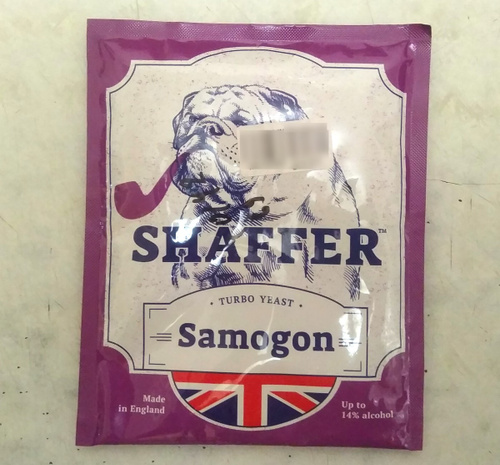 SHAFFER™
• TURBO YEAST •
Samogon
Made
in England
Up to
14% alcohol